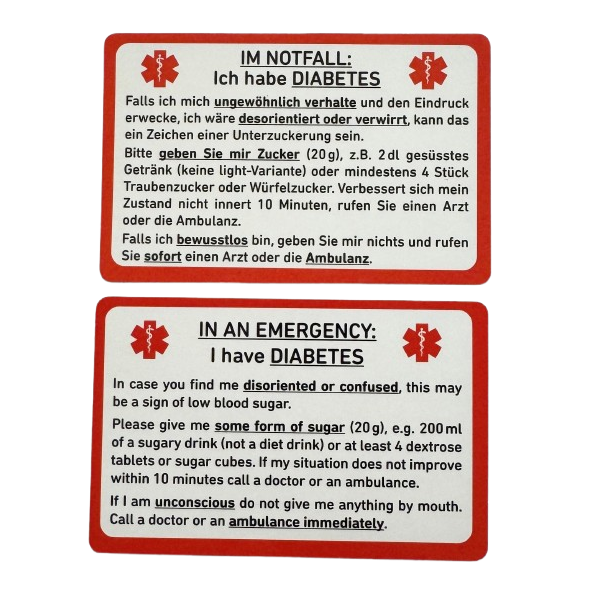 IM NOTFALL:
Ich habe DIABETES
Falls ich mich ungewöhnlich verhalte und den Eindruck
erwecke, ich wäre desorientiert oder verwirrt, kann das
ein Zeichen einer Unterzuckerung sein.
Bitte geben Sie mir Zucker (20g), z.B. 2dl gesüsstes
Getränk (keine light-Variante) oder mindestens 4 Stück
Traubenzucker oder Würfelzucker. Verbessert sich mein
Zustand nicht innert 10 Minuten, rufen Sie einen Arzt
oder die Ambulanz.
Falls ich bewusstlos bin, geben Sie mir nichts und rufen
Sie sofort einen Arzt oder die Ambulanz.
IN AN EMERGENCY:
I have DIABETES
In case you find me disoriented or confused, this may
be a sign of low blood sugar.
Please give me some form of sugar (20g), e.g. 200ml
of a sugary drink (not a diet drink) or at least 4 dextrose
tablets or sugar cubes. If my situation does not improve
within 10 minutes call a doctor or an ambulance.
If I am unconscious do not give me anything by mouth.
Call a doctor or an ambulance immediately.